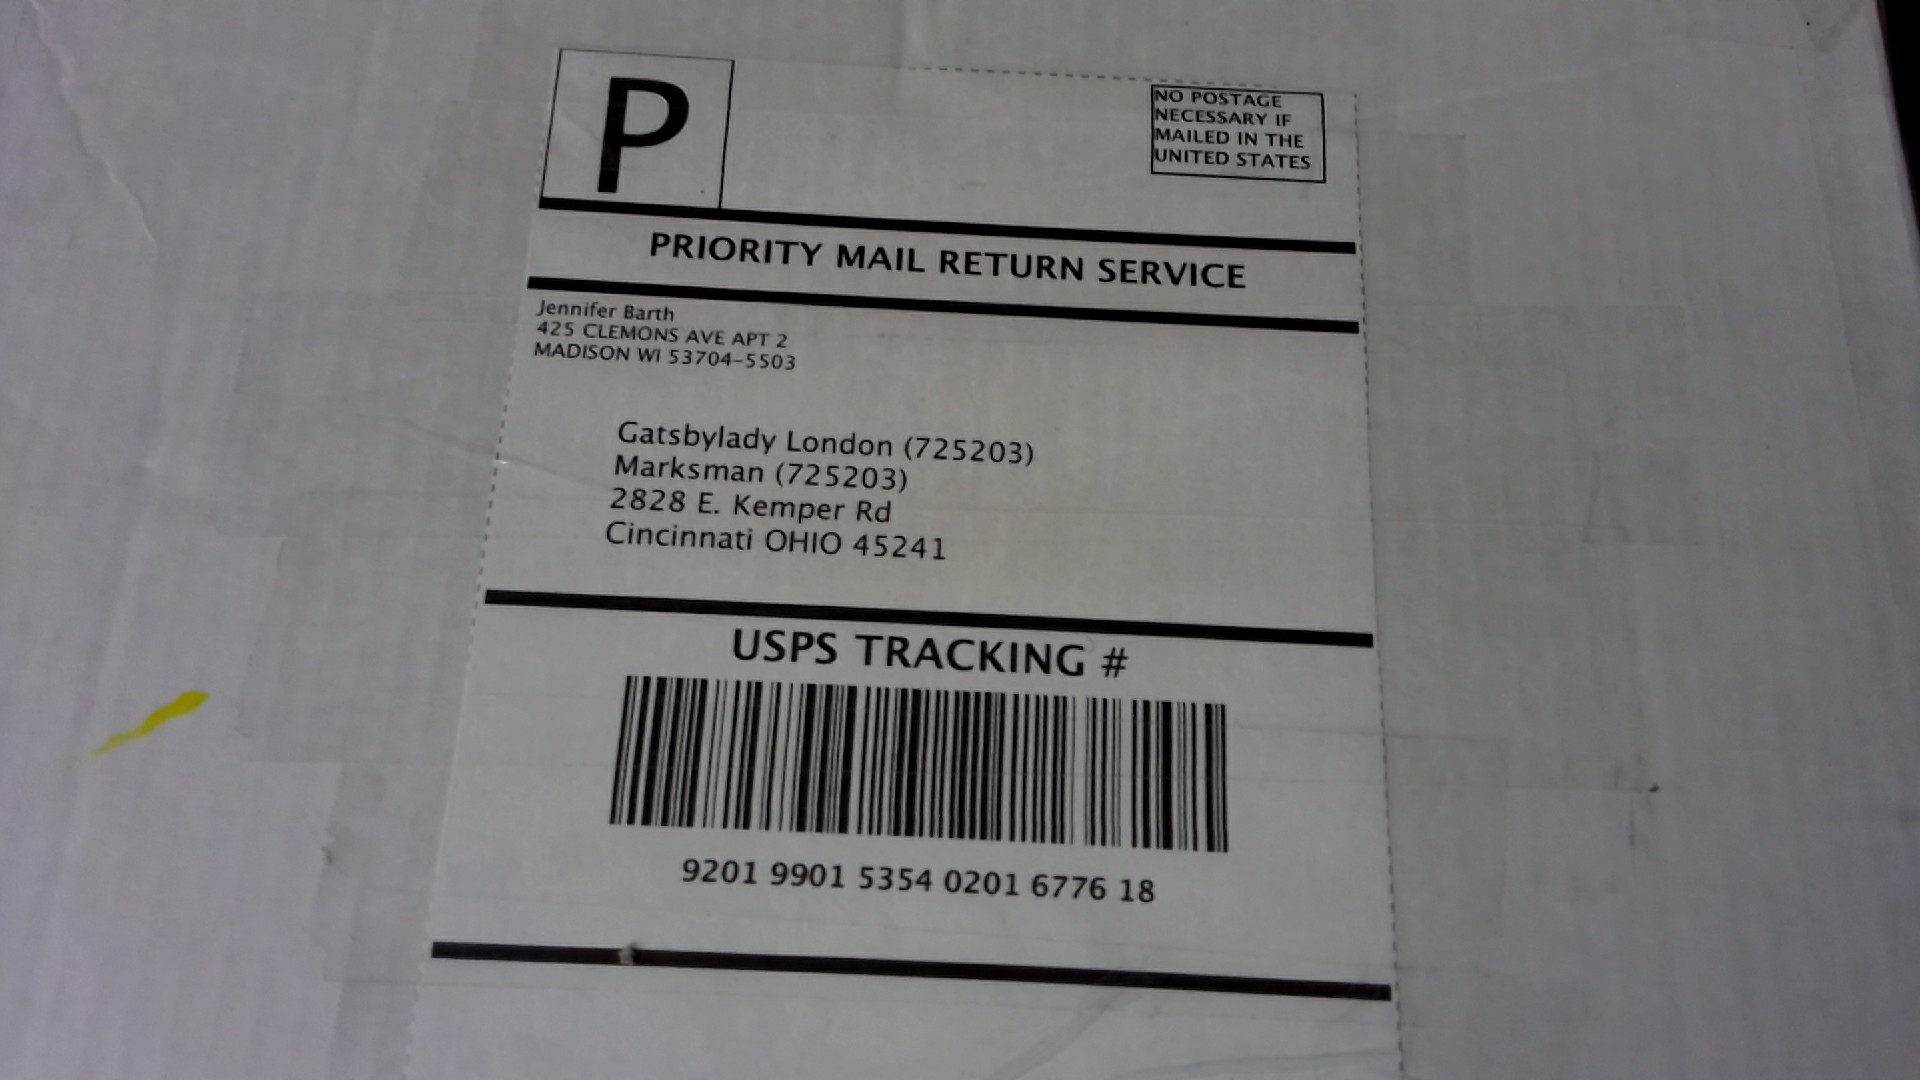 P
NO POSTAGE
NECESSARY IF
MAILED IN THE
UNITED STATES
PRIORITY MAIL RETURN SERVICE
Jennifer Barth
425 CLEMONS AVE APT 2
MADISON WI 53704-5503
Gatsbylady London (725203)
Marksman (725203)
2828 E. Kemper Rd
Cincinnati OHIO 45241
USPS TRACKING #
9201 9901 5354 0201 6776 18